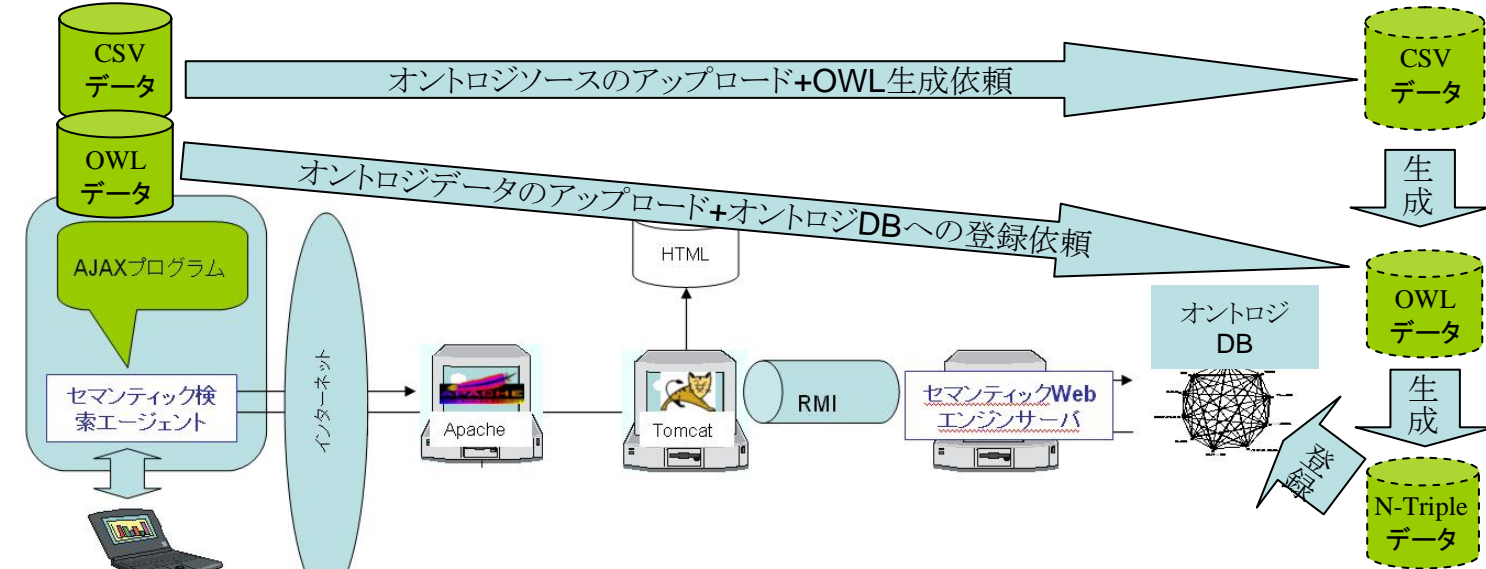 CSV
データ
オントロジソースのアップロード+OWL生成依頼
CSV
データ
OWL
データ
オントロジデータのアップロード+オントロジDBへの登録依頼
生
成
AJAXプログラム
HTML
OWL
データ
オントロジ
DB
セマンティック検
索エージェント
インターネット
APACHE
Apache
Tomcat
RMI
セマンティックWeb
エンジンサーバ
生
成
登
録
N-Triple
データ